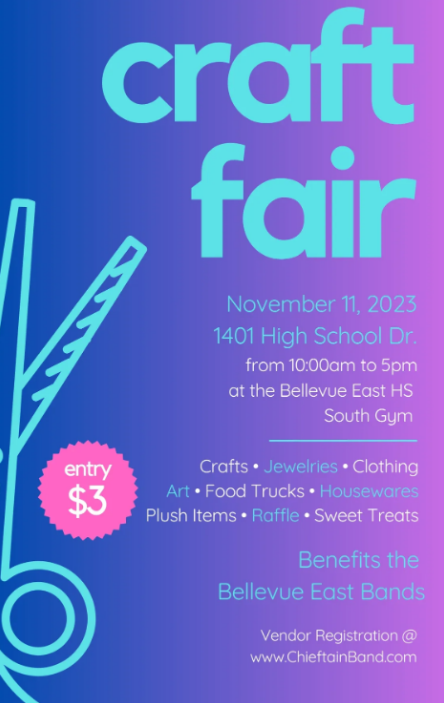 craft
fair
November 11, 2023
1401 High School Dr.
from 10:00am to 5pm
at the Bellevue East HS
South Gym
entry
$3
Crafts • Jewelries • Clothing
Art • Food Trucks • Housewares
Plush Items • Raffle • Sweet Treats
Benefits the
Bellevue East Bands
Vendor Registration @
www.ChieftainBand.com